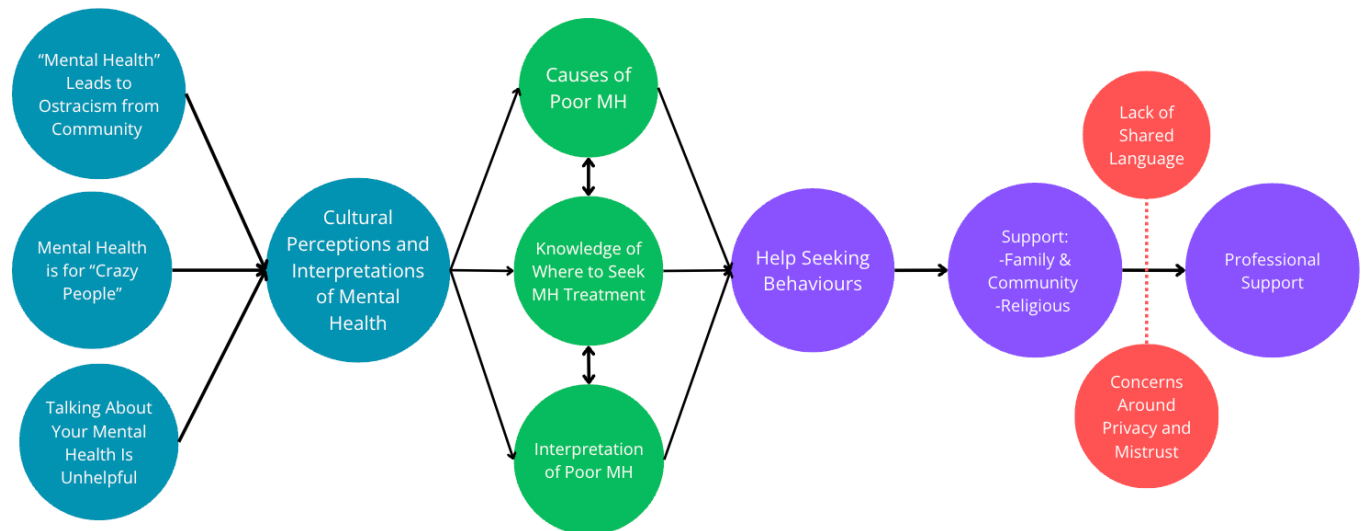 “Mental Health”
Leads to
Ostracism from
Community
Mental Health
is for “Crazy
People”
Talking About
Your Mental
Health Is
Unhelpful
Cultural
Perceptions and
Interpretations
of Mental
Health
Causes of
Poor MH
Knowledge of
Where to Seek
MH Treatment
Interpretation
of Poor MH
Help Seeking
Behaviours
Support:
-Family &
Community
-Religious
Lack of
Shared
Language
Concerns
Around
Privacy and
Mistrust
Professional
Support